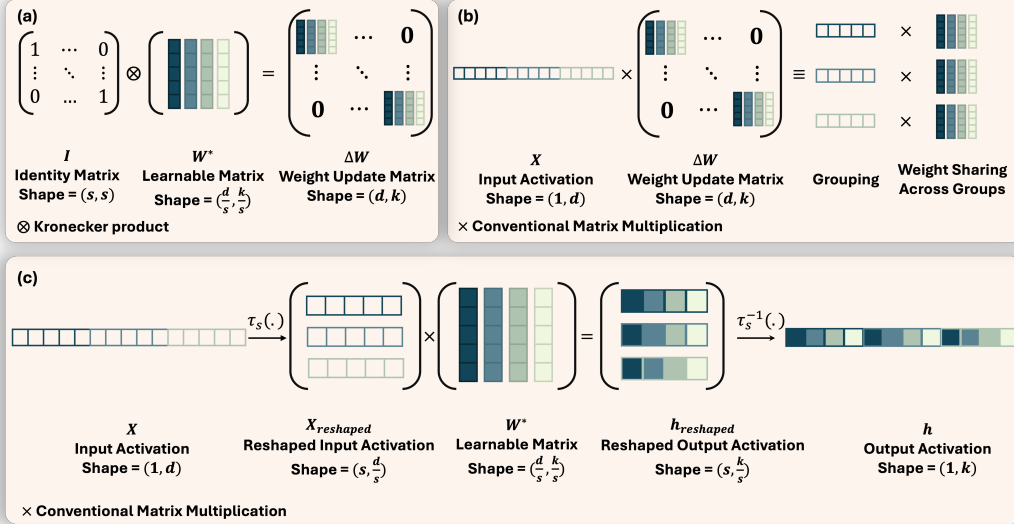 (a)
1 ⋯ 0
⋮ ⋱ ⋮
0 … 1
⊗
=
⋯ 0
⋮ ⋱ ⋮
0 ⋯
I
Identity Matrix
Shape = (s, s)
W*
Learnable Matrix
Shape = (d/s, k/s)
ΔW
Weight Update Matrix
Shape = (d, k)
⊗ Kronecker product
(b)
×
⋯ 0
⋮ ⋱ ⋮
0 ⋯
≡
×
×
×
X
Input Activation
Shape = (1, d)
ΔW
Weight Update Matrix
Shape = (d, k)
Grouping
Weight Sharing
Across Groups
× Conventional Matrix Multiplication
(c)
τₛ(.)
×
=
τₛ⁻¹(.)
X
Input Activation
Shape = (1, d)
X_reshaped
Reshaped Input Activation
Shape = (s, d/s)
W*
Learnable Matrix
Shape = (d/s, k/s)
h_reshaped
Reshaped Output Activation
Shape = (s, k/s)
h
Output Activation
Shape = (1, k)
× Conventional Matrix Multiplication